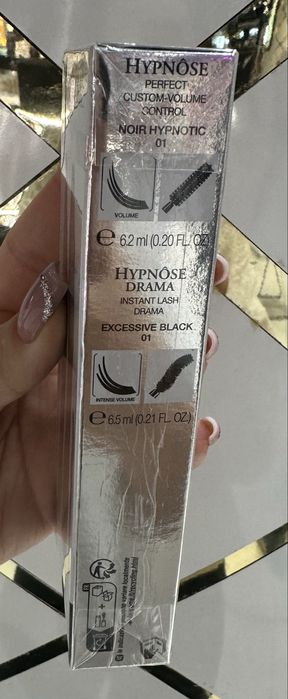 HYPNÔSE
PERFECT
CUSTOM-VOLUME
CONTROL
NOIR HYPNOTIC
01
VOLUME
℮ 6.2 ml (0.20 FL. OZ.)
HYPNÔSE
DRAMA
INSTANT LASH
DRAMA
EXCESSIVE BLACK
01
INTENSE VOLUME
℮ 6.5 ml (0.21 FL. OZ.)
FR
+